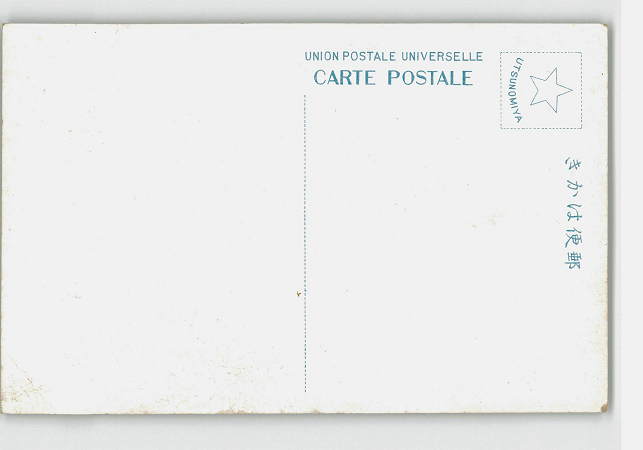 UNION POSTALE UNIVERSELLE
CARTE POSTALE
UTSUNOMIYA
きかは便郵